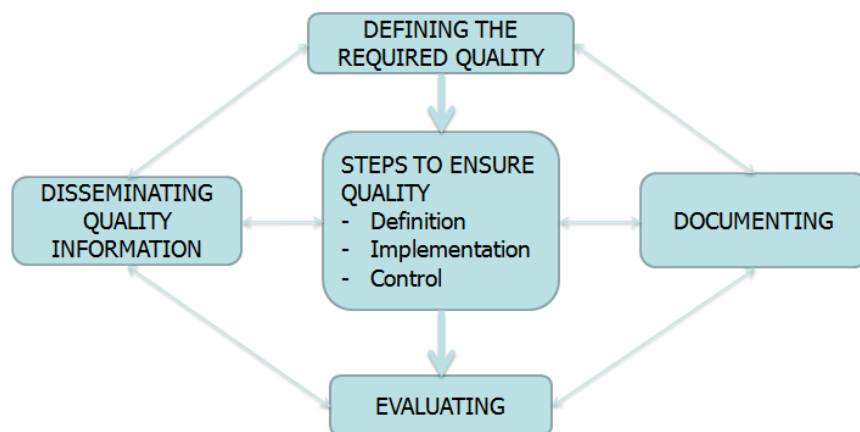 DEFINING THE
REQUIRED QUALITY
STEPS TO ENSURE
QUALITY
- Definition
- Implementation
- Control
DISSEMINATING
QUALITY
INFORMATION
DOCUMENTING
EVALUATING